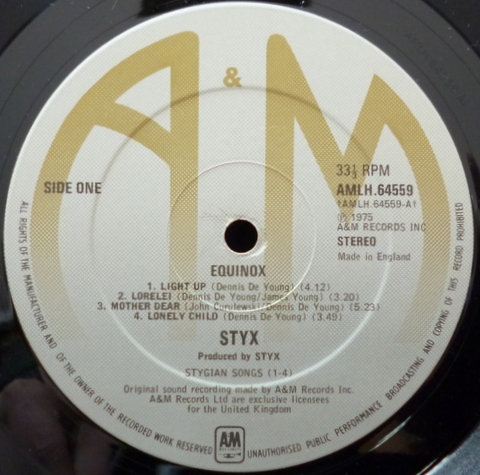 A & M
SIDE ONE
33⅓ RPM
AMLH.64559
†AMLH.64559-A†
Ⓟ 1975
A&M RECORDS INC
STEREO
Made in England
EQUINOX
1. LIGHT UP (Dennis De Young) (4.12)
2. LORELEI (Dennis De Young/James Young) (3.20)
3. MOTHER DEAR (John Curulewski/Dennis De Young) (5.23)
4. LONELY CHILD (Dennis De Young) (3.49)
STYX
Produced by STYX
STYGIAN SONGS (1-4)
Original sound recording made by A&M Records Inc.
A&M Records Ltd are exclusive licensees
for the United Kingdom
A&M
ALL RIGHTS OF THE MANUFACTURER AND OF THE OWNER OF THE RECORDED WORK RESERVED
UNAUTHORISED PUBLIC PERFORMANCE BROADCASTING AND COPYING OF THIS RECORD PROHIBITED